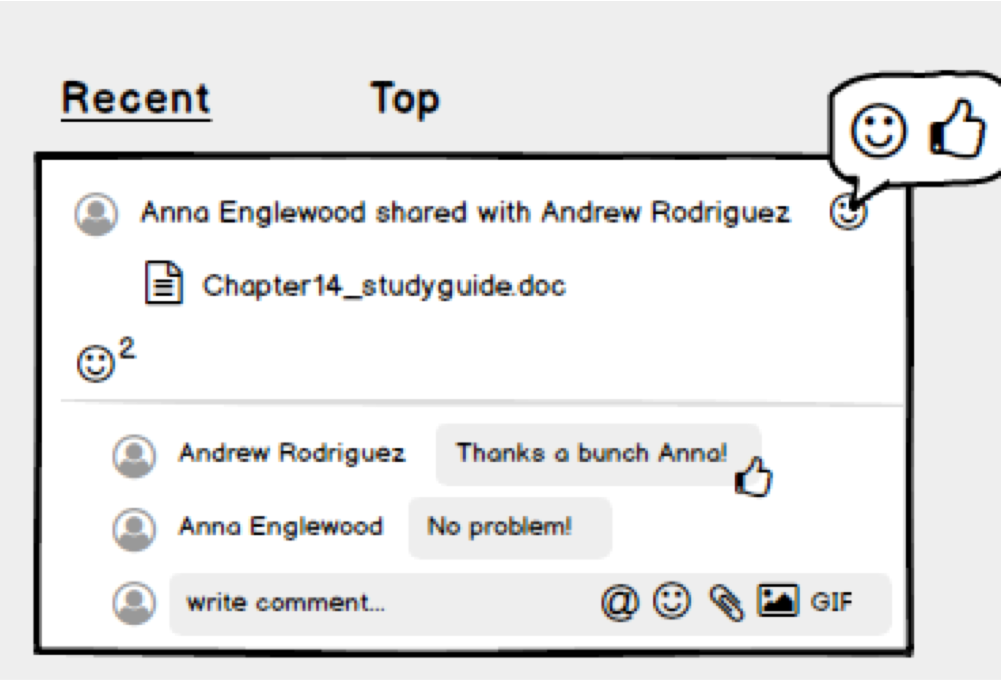 Recent Top
Anna Englewood shared with Andrew Rodriguez
Chapter14_studyguide.doc
2
Andrew Rodriguez Thanks a bunch Anna!
Anna Englewood No problem!
write comment... @ GIF